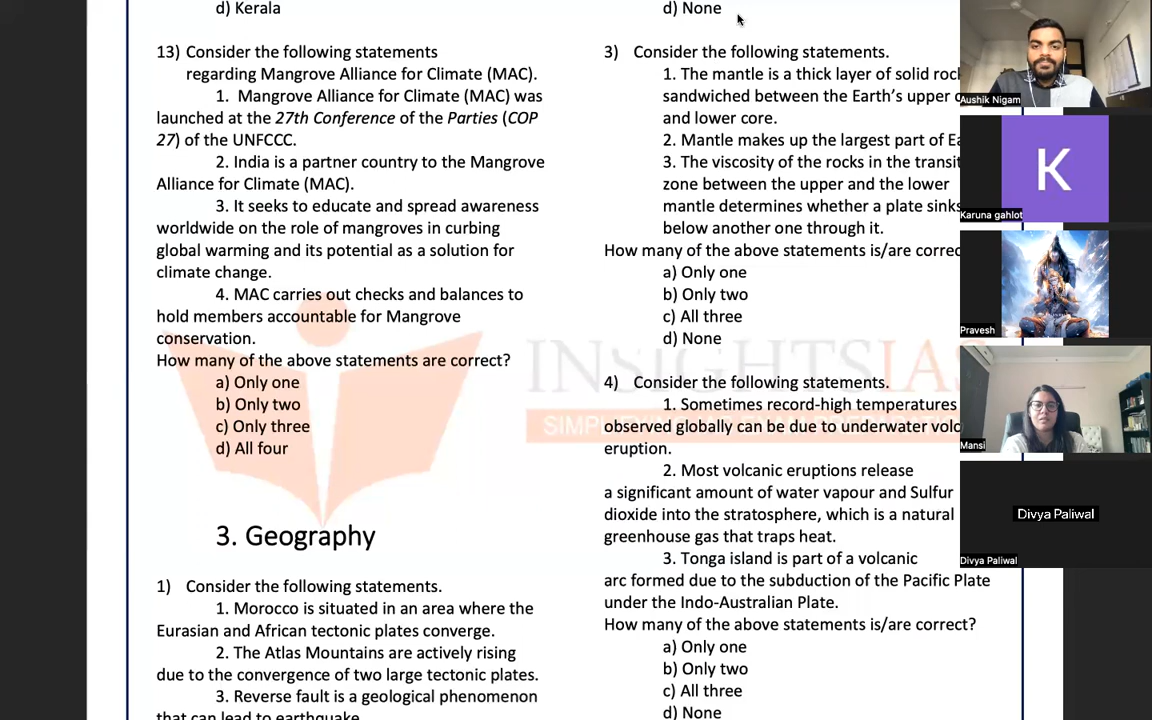 d) Kerala
13) Consider the following statements
regarding Mangrove Alliance for Climate (MAC).
1. Mangrove Alliance for Climate (MAC) was
launched at the 27th Conference of the Parties (COP
27) of the UNFCCC.
2. India is a partner country to the Mangrove
Alliance for Climate (MAC).
3. It seeks to educate and spread awareness
worldwide on the role of mangroves in curbing
global warming and its potential as a solution for
climate change.
4. MAC carries out checks and balances to
hold members accountable for Mangrove
conservation.
How many of the above statements are correct?
a) Only one
b) Only two
c) Only three
d) All four
3. Geography
1) Consider the following statements.
1. Morocco is situated in an area where the
Eurasian and African tectonic plates converge.
2. The Atlas Mountains are actively rising
due to the convergence of two large tectonic plates.
3. Reverse fault is a geological phenomenon
that can lead to earthquake.
d) None
3) Consider the following statements.
1. The mantle is a thick layer of solid rock
sandwiched between the Earth's upper
and lower core.
2. Mantle makes up the largest part of
3. The viscosity of the rocks in the
zone between the upper and the lower
mantle determines whether a plate sinks
below another one through it.
How many of the above statements is/are
a) Only one
b) Only two
c) All three
d) None
4) Consider the following statements.
1. Sometimes record-high temperatures
observed globally can be due to underwater
eruption.
2. Most volcanic eruptions release
a significant amount of water vapour and Sulfur
dioxide into the stratosphere, which is a natural
greenhouse gas that traps heat.
3. Tonga island is part of a volcanic
arc formed due to the subduction of the Pacific Plate
under the Indo-Australian Plate.
How many of the above statements is/are correct?
a) Only one
b) Only two
c) All three
d) None
INSIGHTSIAS
Aushik Nigam
K
Karuna gahlot
Pravesh
Mansi
Divya Paliwal
Divya Paliwal